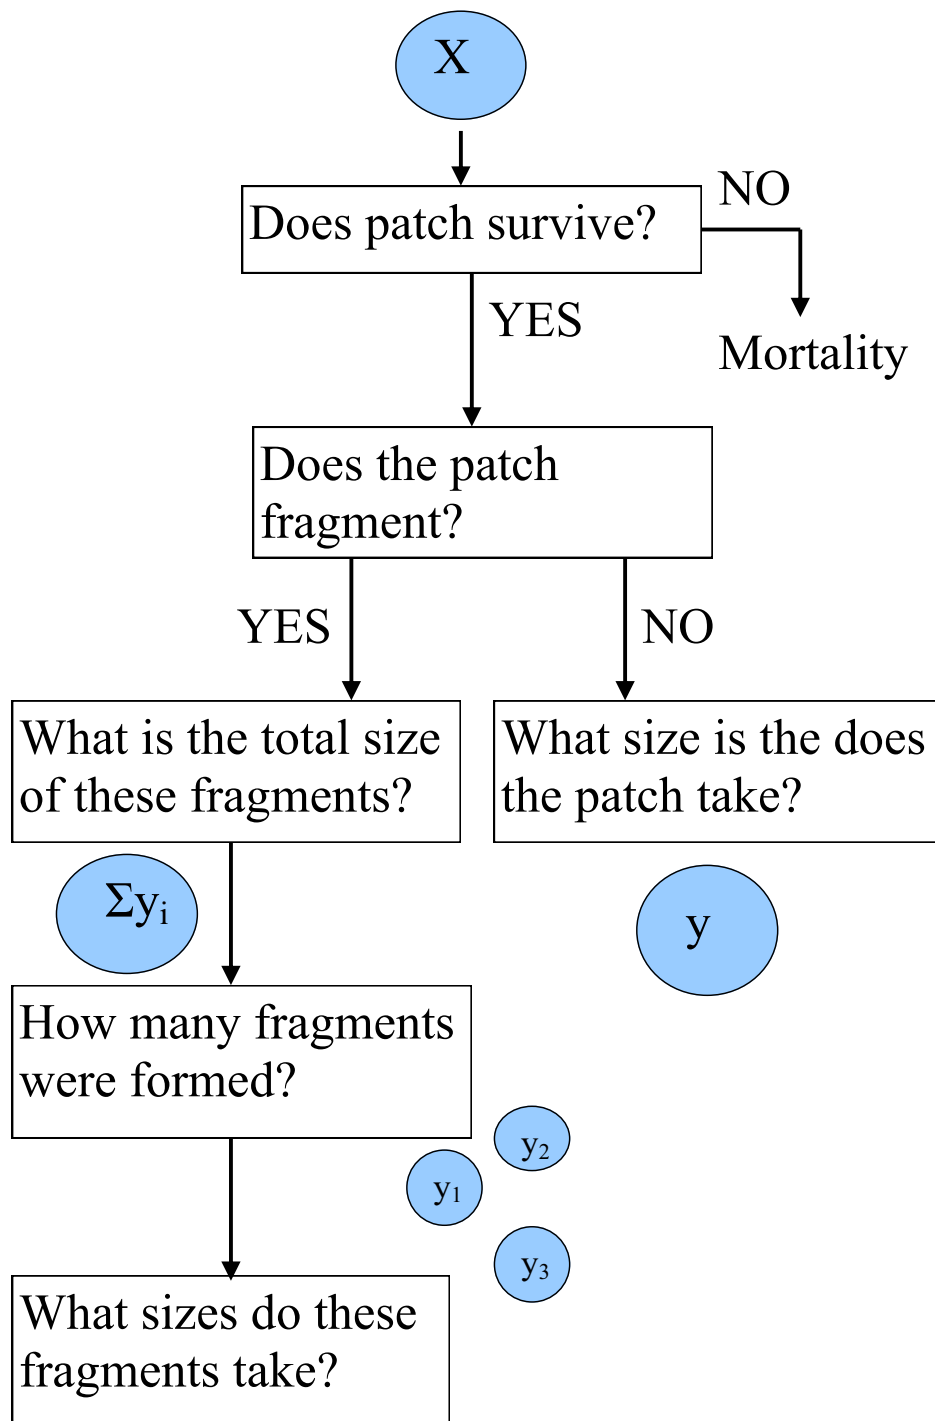 X
Does patch survive?
NO
YES
Mortality
Does the patch
fragment?
YES
NO
What is the total size
of these fragments?
What size is the does
the patch take?
Σyᵢ
y
How many fragments
were formed?
y₂
y₁
y₃
What sizes do these
fragments take?